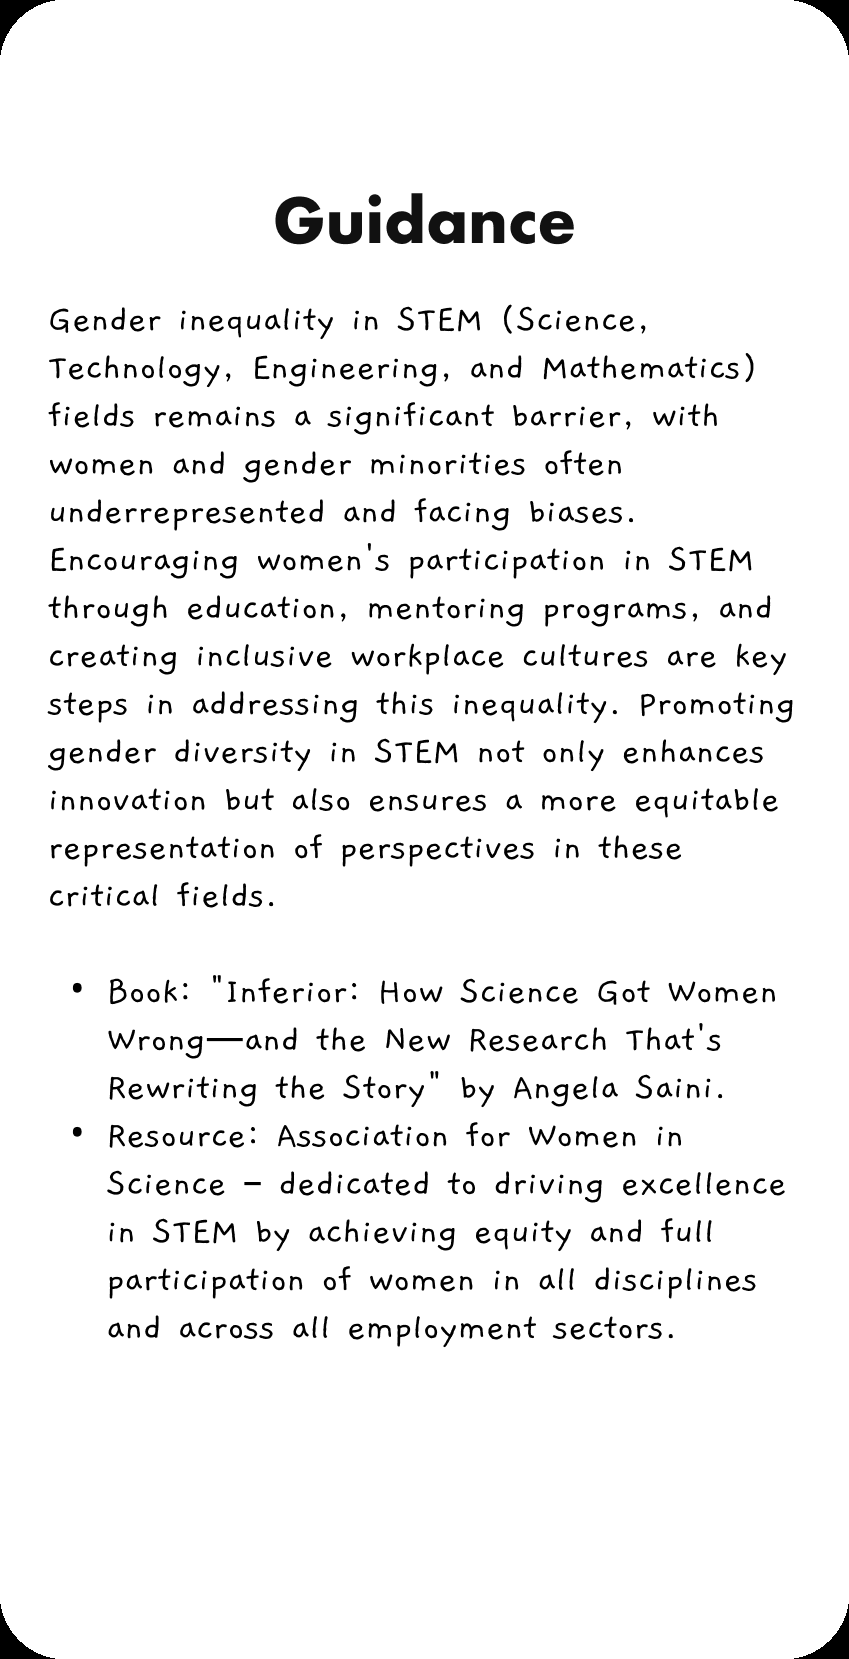 Guidance
Gender inequality in STEM (Science,
Technology, Engineering, and Mathematics)
fields remains a significant barrier, with
women and gender minorities often
underrepresented and facing biases.
Encouraging women's participation in STEM
through education, mentoring programs, and
creating inclusive workplace cultures are key
steps in addressing this inequality. Promoting
gender diversity in STEM not only enhances
innovation but also ensures a more equitable
representation of perspectives in these
critical fields.
• Book: "Inferior: How Science Got Women
Wrong—and the New Research That's
Rewriting the Story" by Angela Saini.
• Resource: Association for Women in
Science – dedicated to driving excellence
in STEM by achieving equity and full
participation of women in all disciplines
and across all employment sectors.